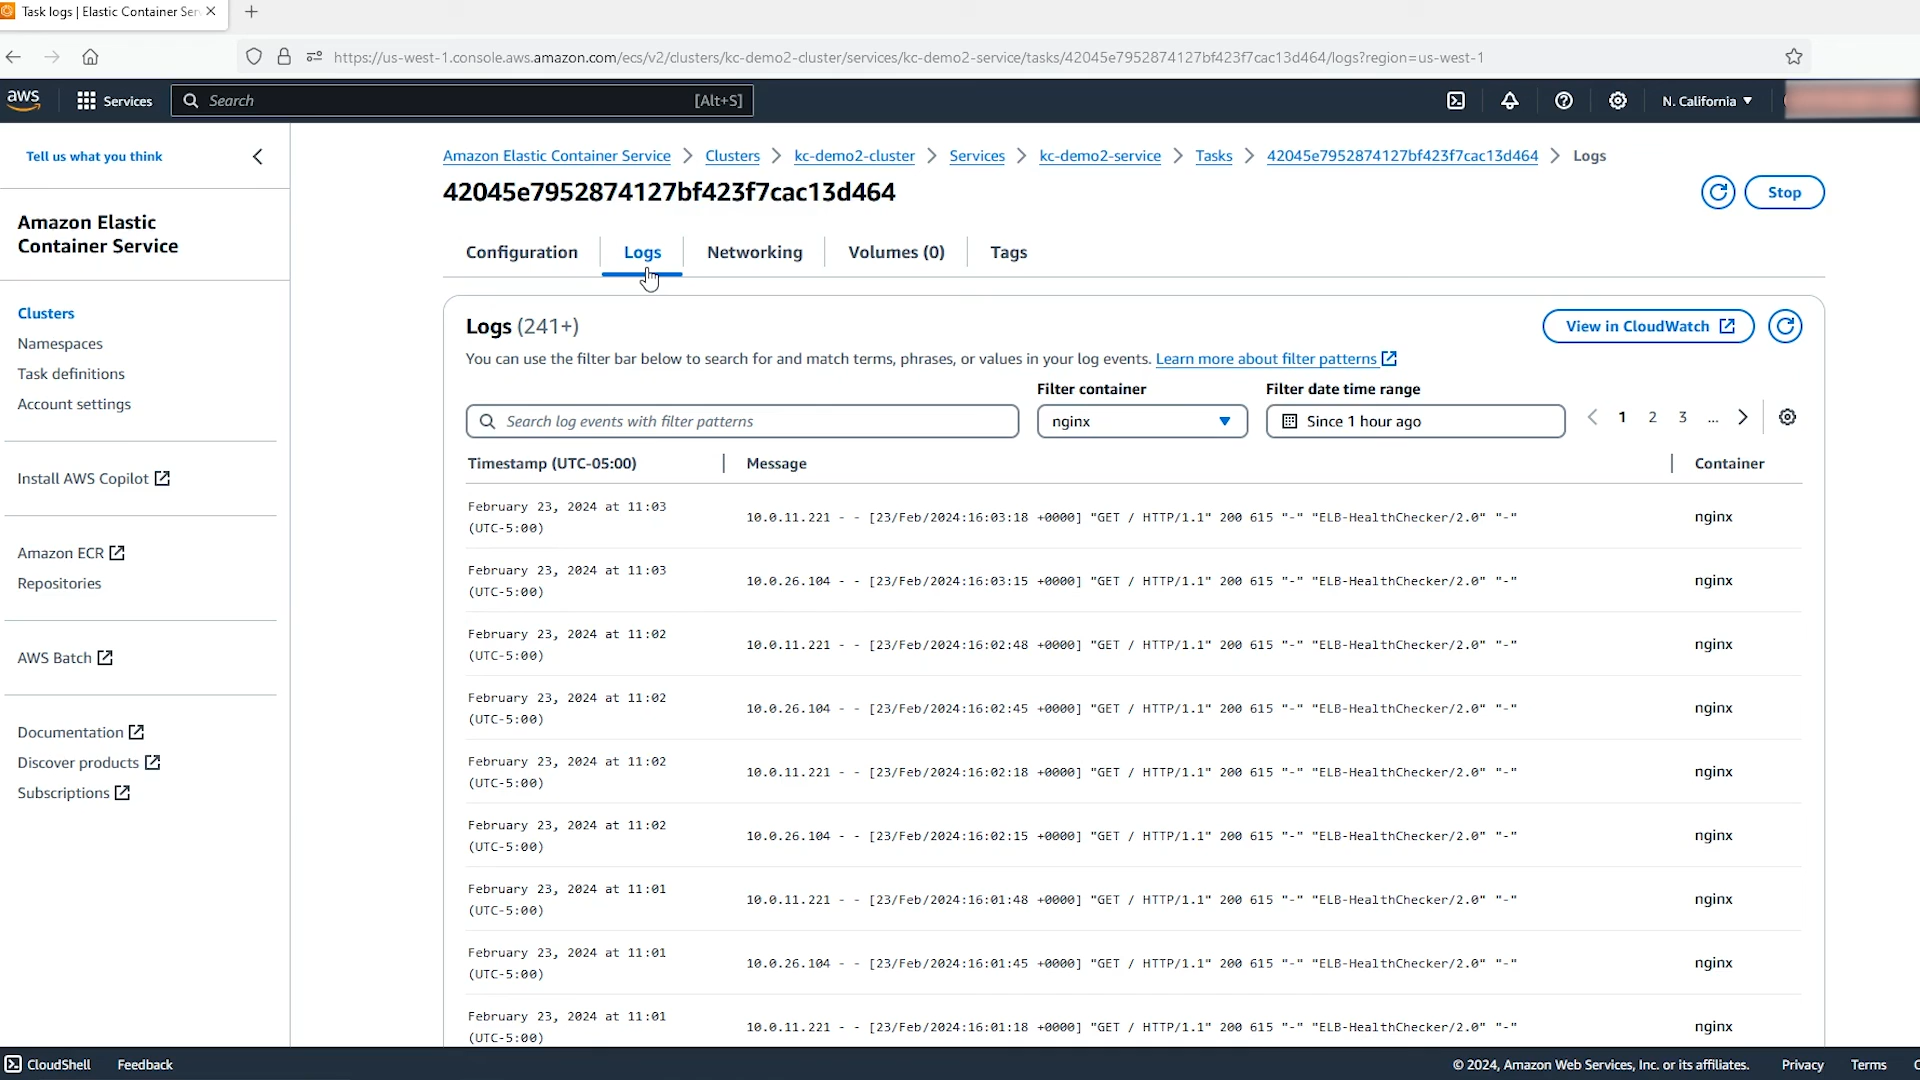 Task logs | Elastic Container Ser
https://us-west-1.console.aws.amazon.com/ecs/v2/clusters/kc-demo2-cluster/services/kc-demo2-service/tasks/42045e7952874127bf423f7cac13d464/logs?region=us-west-1
aws Services Search [Alt+S] N. California
Tell us what you think
Amazon Elastic Container Service
Clusters
Namespaces
Task definitions
Account settings
Install AWS Copilot
Amazon ECR
Repositories
AWS Batch
Documentation
Discover products
Subscriptions
Amazon Elastic Container Service > Clusters > kc-demo2-cluster > Services > kc-demo2-service > Tasks > 42045e7952874127bf423f7cac13d464 > Logs
42045e7952874127bf423f7cac13d464
Stop
Configuration Logs Networking Volumes (0) Tags
Logs (241+)
View in CloudWatch
You can use the filter bar below to search for and match terms, phrases, or values in your log events. Learn more about filter patterns
Filter container Filter date time range
Search log events with filter patterns nginx Since 1 hour ago 1 2 3 ...
Timestamp (UTC-05:00) Message Container
February 23, 2024 at 11:03
(UTC-5:00)
10.0.11.221 - - [23/Feb/2024:16:03:18 +0000] "GET / HTTP/1.1" 200 615 "-" "ELB-HealthChecker/2.0" "-" nginx
February 23, 2024 at 11:03
(UTC-5:00)
10.0.26.104 - - [23/Feb/2024:16:03:15 +0000] "GET / HTTP/1.1" 200 615 "-" "ELB-HealthChecker/2.0" "-" nginx
February 23, 2024 at 11:02
(UTC-5:00)
10.0.11.221 - - [23/Feb/2024:16:02:48 +0000] "GET / HTTP/1.1" 200 615 "-" "ELB-HealthChecker/2.0" "-" nginx
February 23, 2024 at 11:02
(UTC-5:00)
10.0.26.104 - - [23/Feb/2024:16:02:45 +0000] "GET / HTTP/1.1" 200 615 "-" "ELB-HealthChecker/2.0" "-" nginx
February 23, 2024 at 11:02
(UTC-5:00)
10.0.11.221 - - [23/Feb/2024:16:02:18 +0000] "GET / HTTP/1.1" 200 615 "-" "ELB-HealthChecker/2.0" "-" nginx
February 23, 2024 at 11:02
(UTC-5:00)
10.0.26.104 - - [23/Feb/2024:16:02:15 +0000] "GET / HTTP/1.1" 200 615 "-" "ELB-HealthChecker/2.0" "-" nginx
February 23, 2024 at 11:01
(UTC-5:00)
10.0.11.221 - - [23/Feb/2024:16:01:48 +0000] "GET / HTTP/1.1" 200 615 "-" "ELB-HealthChecker/2.0" "-" nginx
February 23, 2024 at 11:01
(UTC-5:00)
10.0.26.104 - - [23/Feb/2024:16:01:45 +0000] "GET / HTTP/1.1" 200 615 "-" "ELB-HealthChecker/2.0" "-" nginx
February 23, 2024 at 11:01
(UTC-5:00)
10.0.11.221 - - [23/Feb/2024:16:01:18 +0000] "GET / HTTP/1.1" 200 615 "-" "ELB-HealthChecker/2.0" "-" nginx
CloudShell Feedback © 2024, Amazon Web Services, Inc. or its affiliates. Privacy Terms